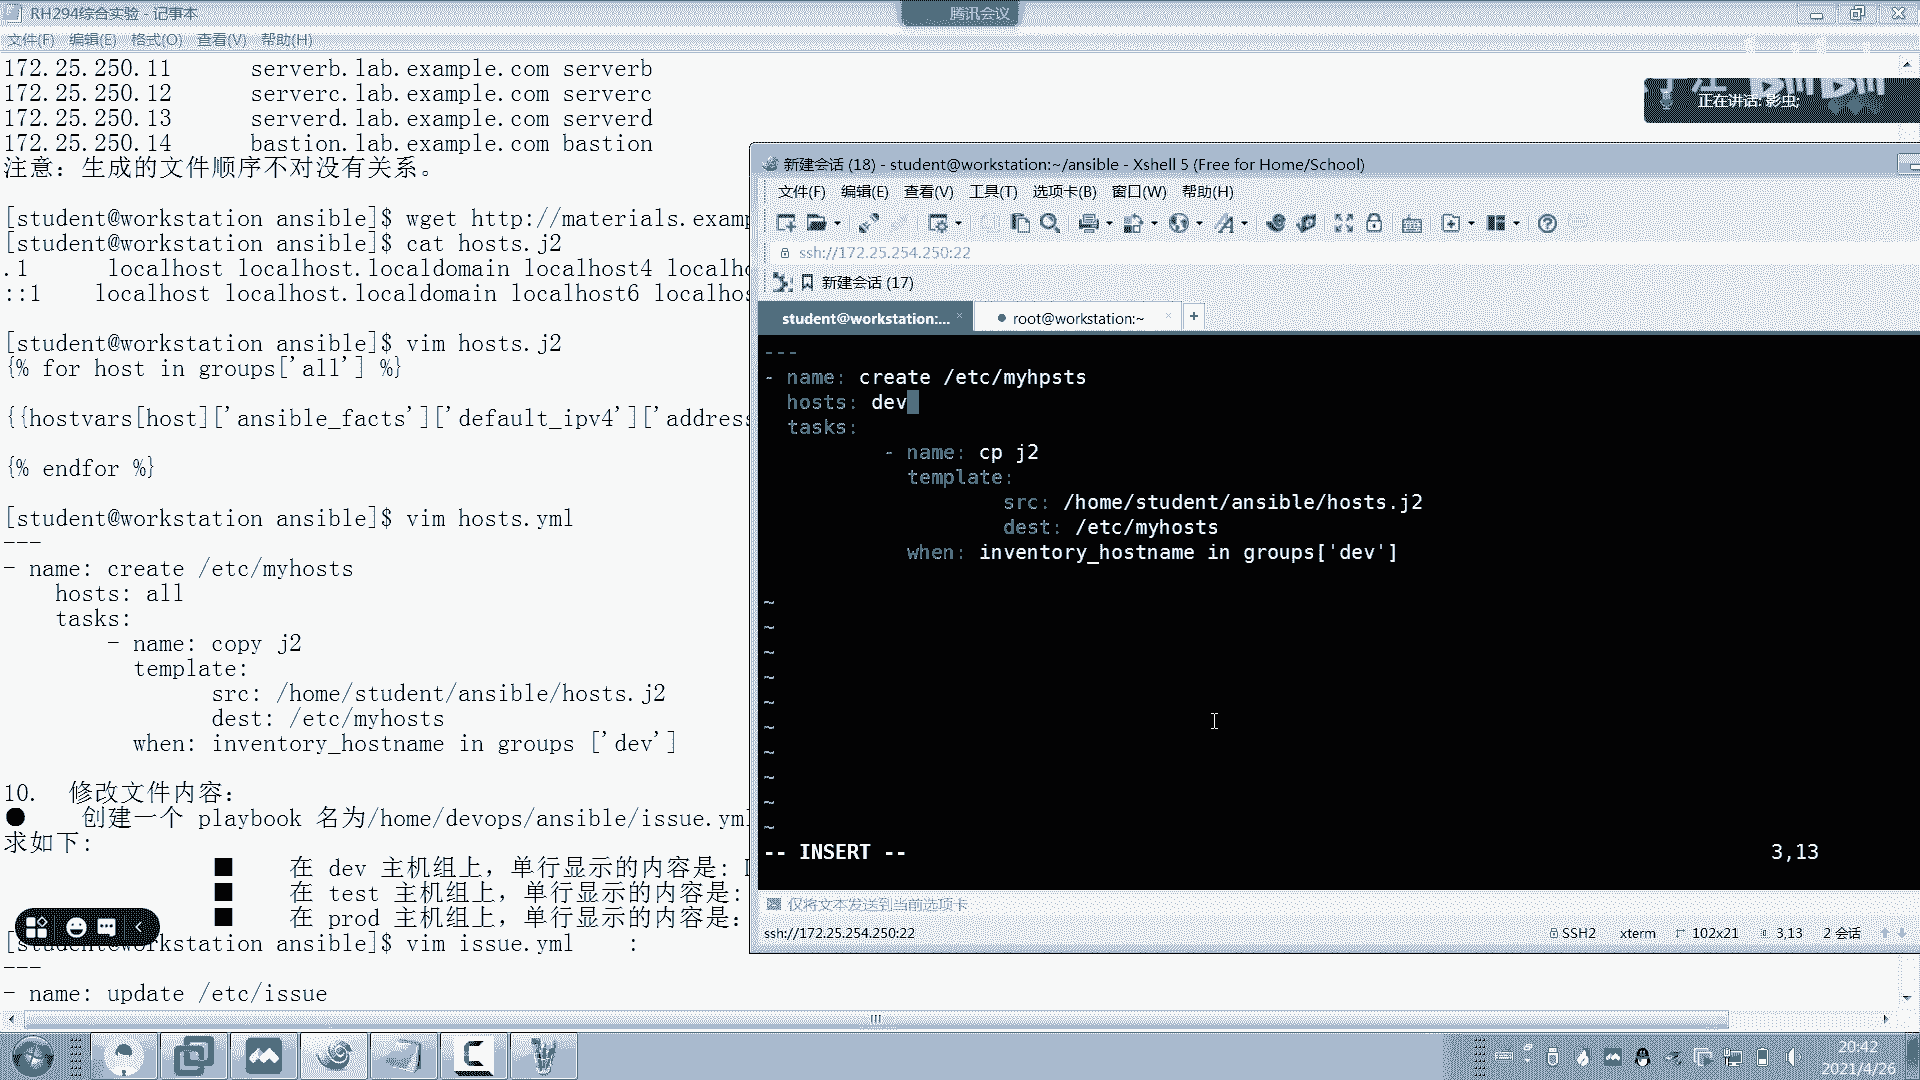 RH294综合实验 - 记事本
腾讯会议
文件(F) 编辑(E) 格式(O) 查看(V) 帮助(H)
172.25.250.11 serverb.lab.example.com serverb
172.25.250.12 serverc.lab.example.com serverc
172.25.250.13 serverd.lab.example.com serverd
172.25.250.14 bastion.lab.example.com bastion
注意：生成的文件顺序不对没有关系。
[student@workstation ansible]$ wget http://materials.examp
[student@workstation ansible]$ cat hosts.j2
.1 localhost localhost.localdomain localhost4 localho
::1 localhost localhost.localdomain localhost6 localhos
[student@workstation ansible]$ vim hosts.j2
{% for host in groups['all'] %}
{{hostvars[host]['ansible_facts']['default_ipv4']['address
{% endfor %}
[student@workstation ansible]$ vim hosts.yml
---
- name: create /etc/myhosts
hosts: all
tasks:
- name: copy j2
template:
src: /home/student/ansible/hosts.j2
dest: /etc/myhosts
when: inventory_hostname in groups ['dev']
10. 修改文件内容：
● 创建一个 playbook 名为/home/devops/ansible/issue.yml
求如下：
■ 在 dev 主机组上，单行显示的内容是：
■ 在 test 主机组上，单行显示的内容是：
■ 在 prod 主机组上，单行显示的内容是：
[student@workstation ansible]$ vim issue.yml :
---
- name: update /etc/issue
正在讲话: 影虫;
新建会话 (18) - student@workstation:~/ansible - Xshell 5 (Free for Home/School)
文件(F) 编辑(E) 查看(V) 工具(T) 选项卡(B) 窗口(W) 帮助(H)
ssh://172.25.254.250:22
新建会话 (17)
student@workstation:... × root@workstation:~ × +
---
- name: create /etc/myhpsts
hosts: dev
tasks:
- name: cp j2
template:
src: /home/student/ansible/hosts.j2
dest: /etc/myhosts
when: inventory_hostname in groups['dev']
~
~
~
~
~
~
~
~
~
~
-- INSERT -- 3,13
仅将文本发送到当前选项卡
ssh://172.25.254.250:22 SSH2 xterm 102x21 3,13 2 会话
20:42
2021/4/26